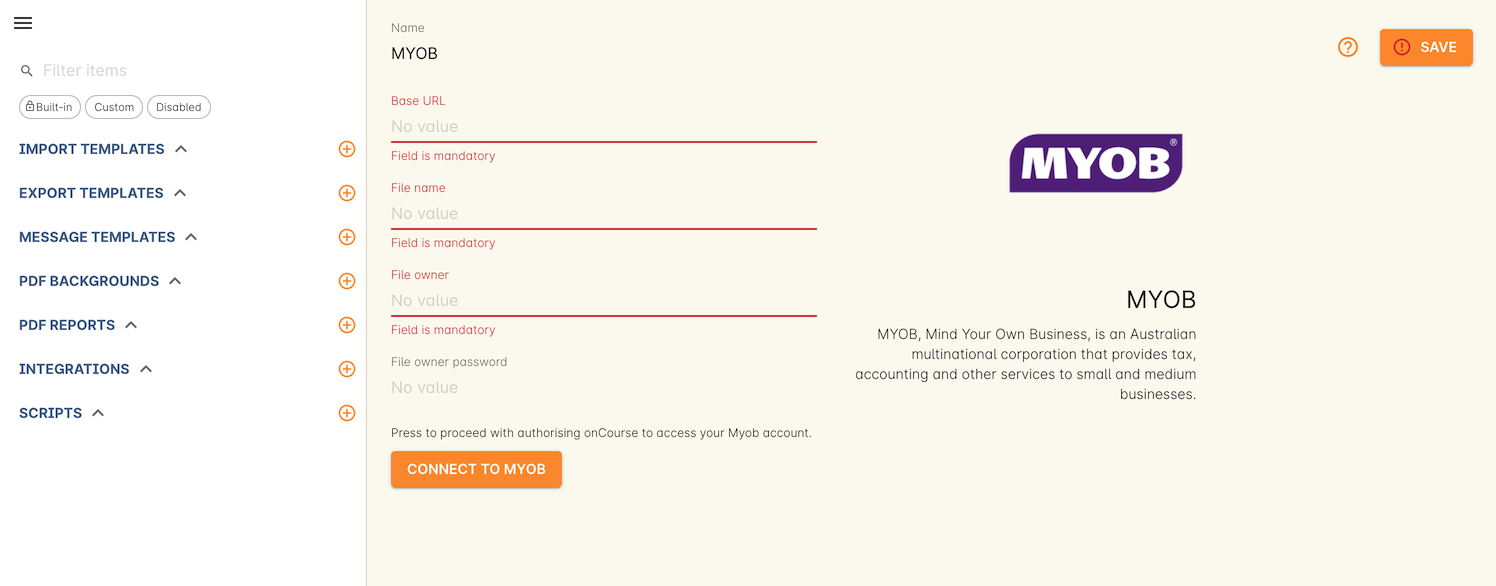 Filter items
Built-in Custom Disabled
IMPORT TEMPLATES
EXPORT TEMPLATES
MESSAGE TEMPLATES
PDF BACKGROUNDS
PDF REPORTS
INTEGRATIONS
SCRIPTS
Name
MYOB
SAVE
Base URL
No value
Field is mandatory
File name
No value
Field is mandatory
File owner
No value
Field is mandatory
File owner password
No value
Press to proceed with authorising onCourse to access your Myob account.
CONNECT TO MYOB
MYOB®
MYOB
MYOB, Mind Your Own Business, is an Australian
multinational corporation that provides tax,
accounting and other services to small and medium
businesses.